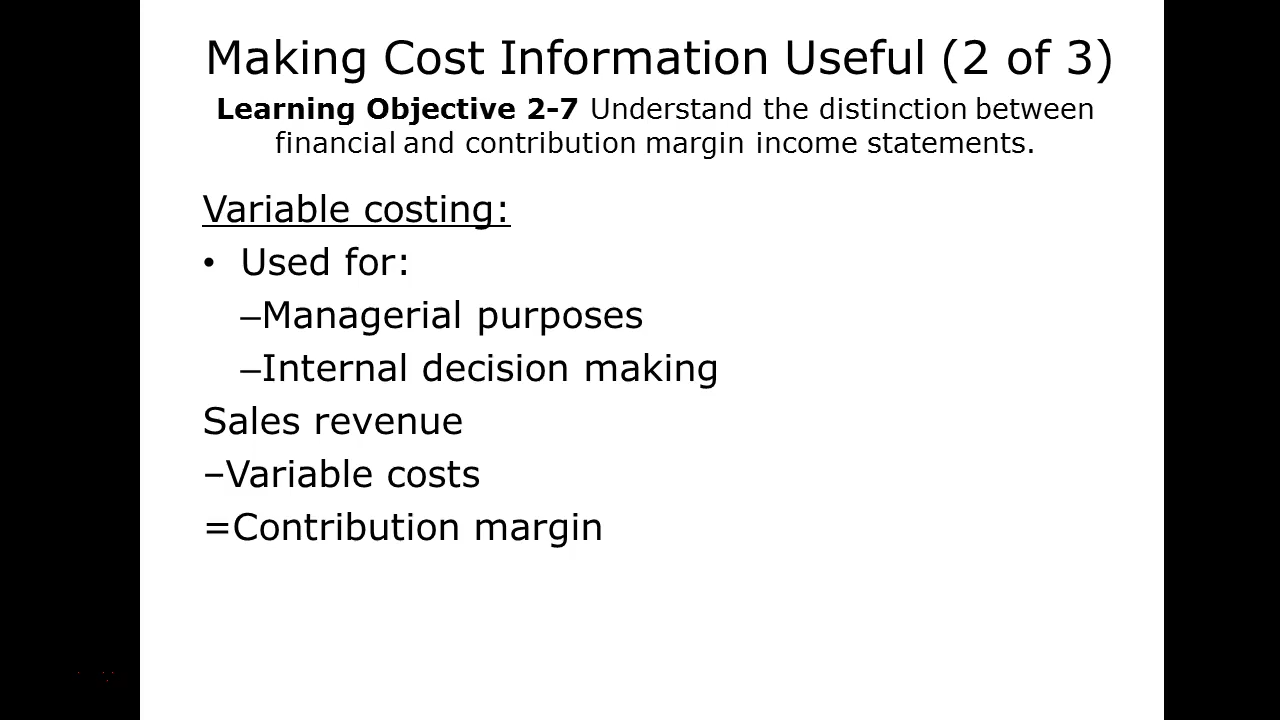 Making Cost Information Useful (2 of 3)
Learning Objective 2-7 Understand the distinction between
financial and contribution margin income statements.
Variable costing:
• Used for:
–Managerial purposes
–Internal decision making
Sales revenue
–Variable costs
=Contribution margin